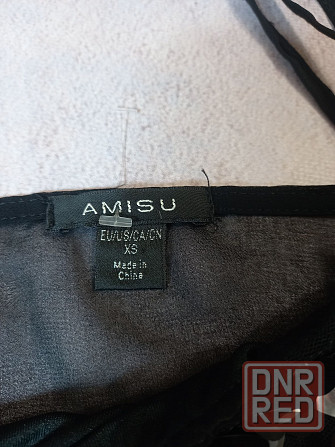 AMISU
EU/US/CA/CN
XS
Made in
China
DNR
RED